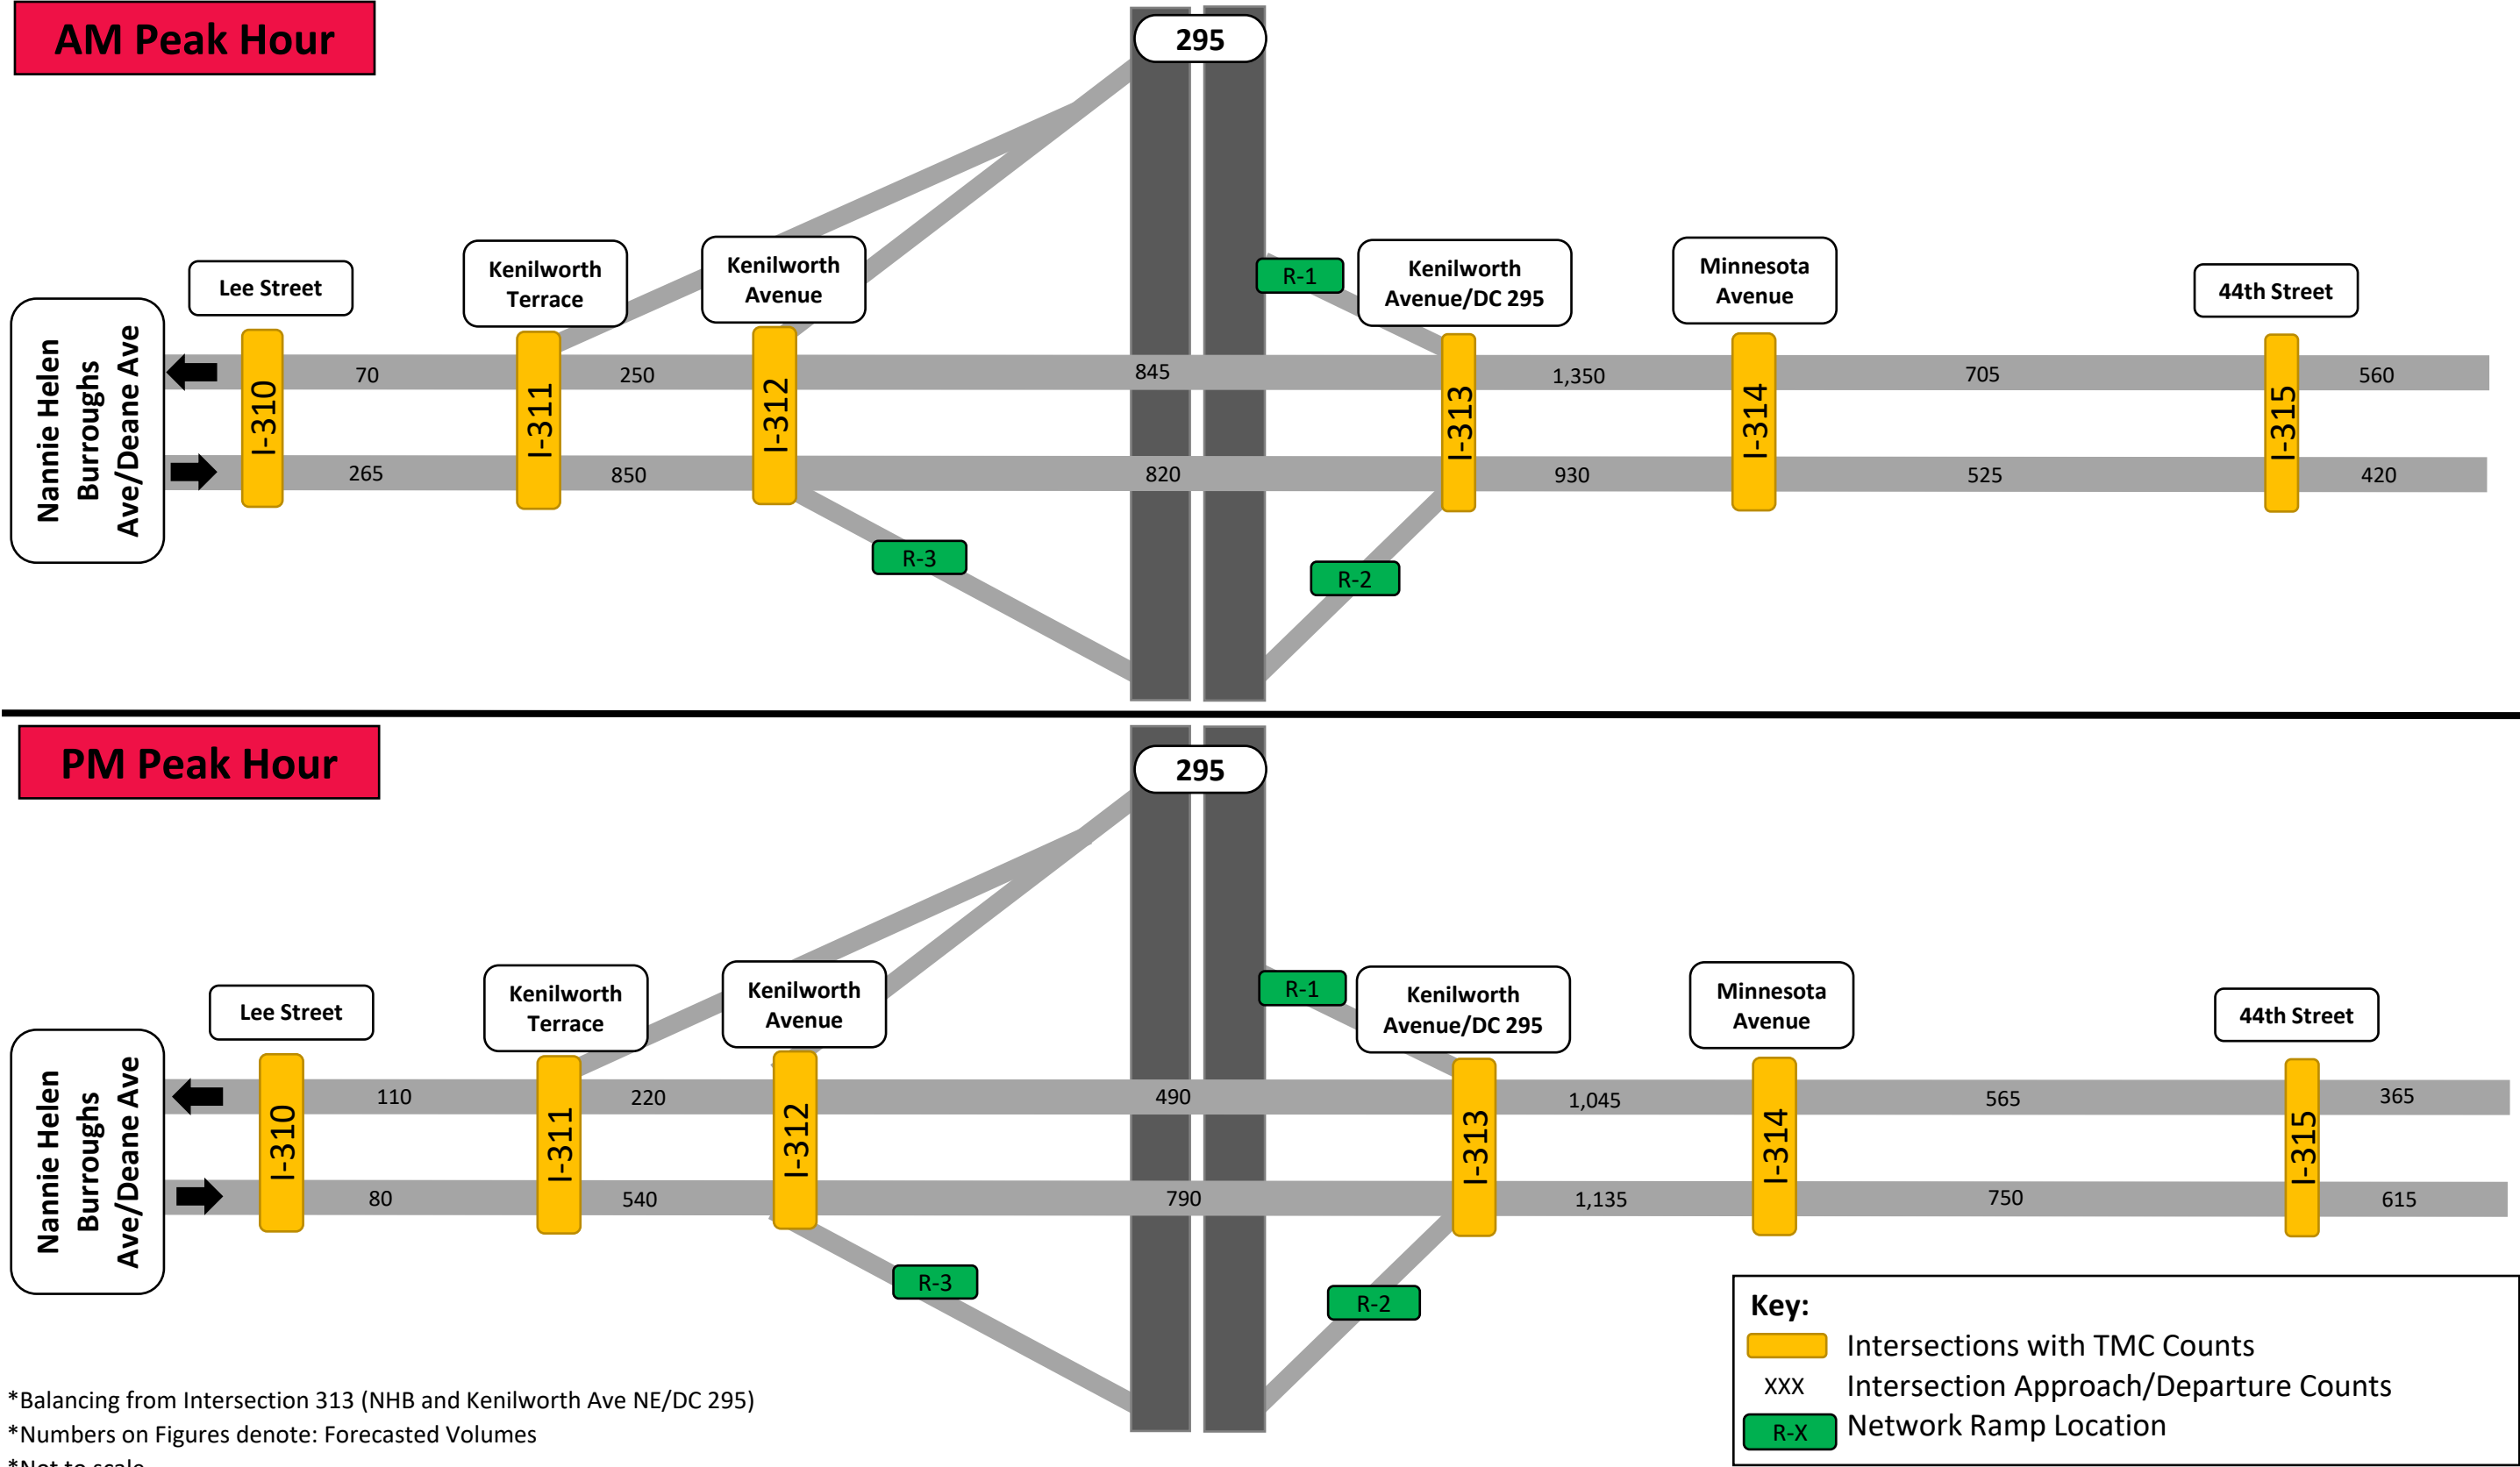 AM Peak Hour
295
Lee Street
Kenilworth
Terrace
Kenilworth
Avenue
R-1
Kenilworth
Avenue/DC 295
Minnesota
Avenue
44th Street
Nannie Helen
Burroughs
Ave/Deane Ave
I-310
I-311
I-312
I-313
I-314
I-315
70
250
845
1,350
705
560
265
850
820
930
525
420
R-3
R-2
PM Peak Hour
295
Lee Street
Kenilworth
Terrace
Kenilworth
Avenue
R-1
Kenilworth
Avenue/DC 295
Minnesota
Avenue
44th Street
Nannie Helen
Burroughs
Ave/Deane Ave
I-310
I-311
I-312
I-313
I-314
I-315
110
220
490
1,045
565
365
80
540
790
1,135
750
615
R-3
R-2
Key:
Intersections with TMC Counts
XXX Intersection Approach/Departure Counts
R-X Network Ramp Location
*Balancing from Intersection 313 (NHB and Kenilworth Ave NE/DC 295)
*Numbers on Figures denote: Forecasted Volumes
*Not to scale